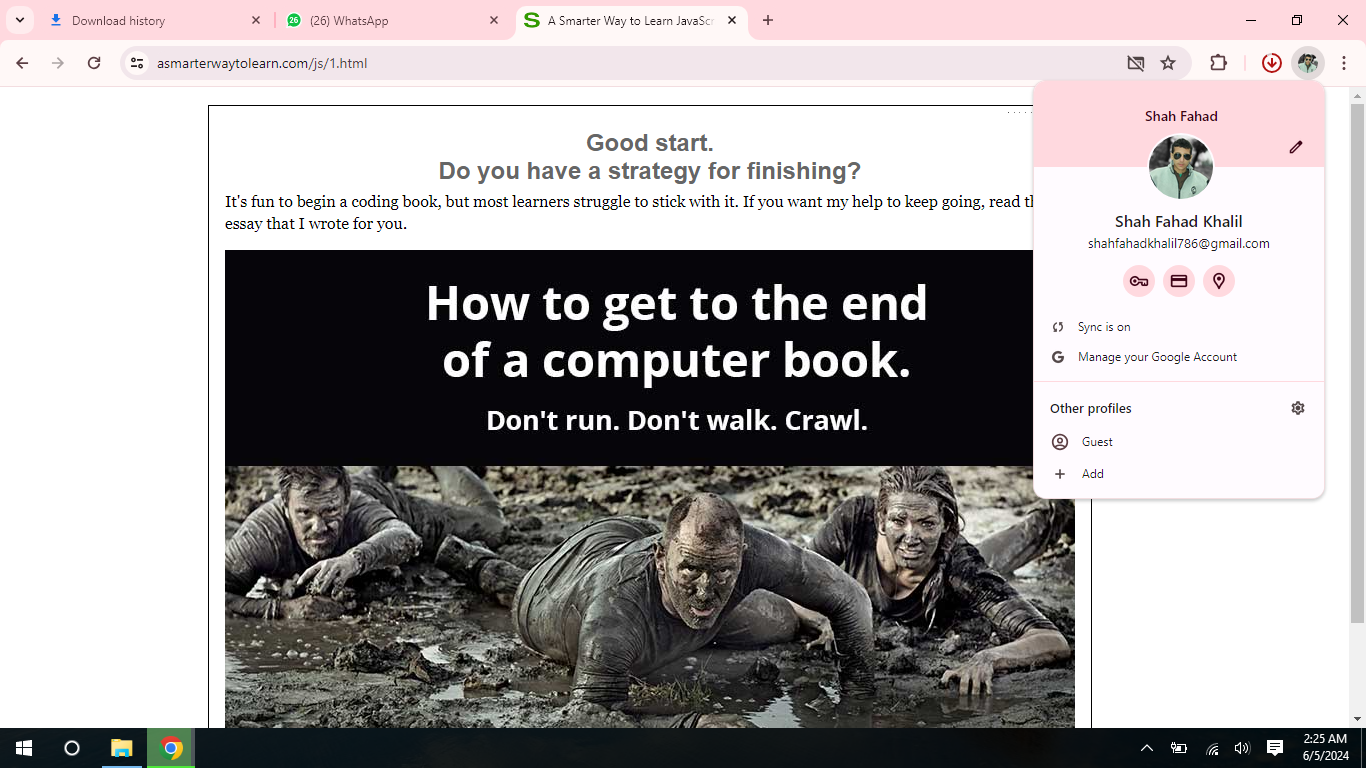 Download history
(26) WhatsApp
A Smarter Way to Learn JavaScr
asmarterwaytolearn.com/js/1.html
Good start.
Do you have a strategy for finishing?
It's fun to begin a coding book, but most learners struggle to stick with it. If you want my help to keep going, read
essay that I wrote for you.
How to get to the end
of a computer book.
Don't run. Don't walk. Crawl.
Shah Fahad
Shah Fahad Khalil
shahfahadkhalil786@gmail.com
Sync is on
Manage your Google Account
Other profiles
Guest
Add
2:25 AM
6/5/2024